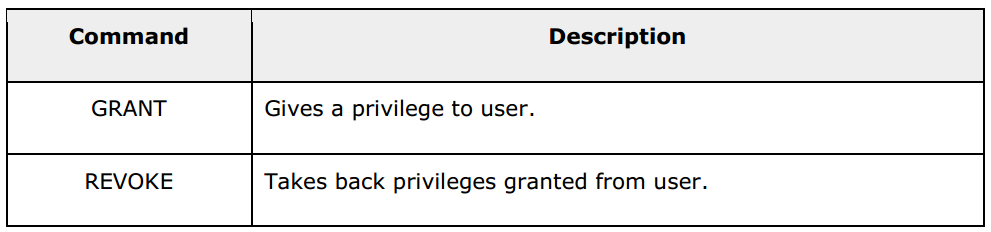 Command Description
GRANT Gives a privilege to user.
REVOKE Takes back privileges granted from user.